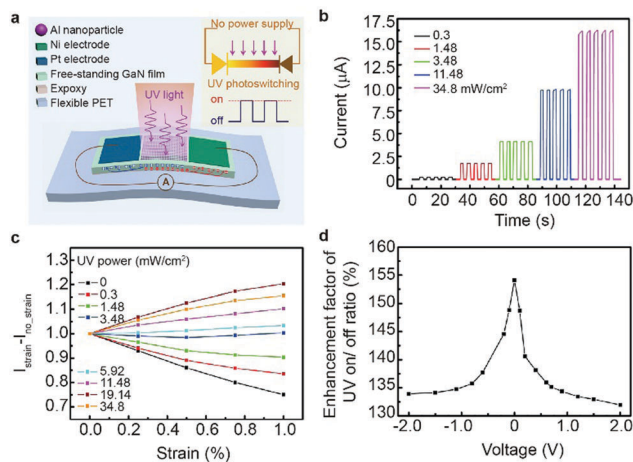 a
Al nanoparticle
Ni electrode
Pt electrode
Free-standing GaN film
Expoxy
Flexible PET
No power supply
UV photoswitching
on
off
UV light
A
b
Current (μA)
17.5
15.0
12.5
10.0
7.5
5.0
2.5
0.0
0.3
1.48
3.48
11.48
34.8 mW/cm²
0 20 40 60 80 100 120 140
Time (s)
c
I strain-I no_strain
UV power (mW/cm²)
0
0.3
1.48
3.48
5.92
11.48
19.14
34.8
1.3
1.2
1.1
1.0
0.9
0.8
0.7
0.0 0.2 0.4 0.6 0.8 1.0
Strain (%)
d
Enhancement factor of
UV on/ off ratio (%)
160
155
150
145
140
135
130
-2.0 -1.2 0 1.2 2.0
Voltage (V)